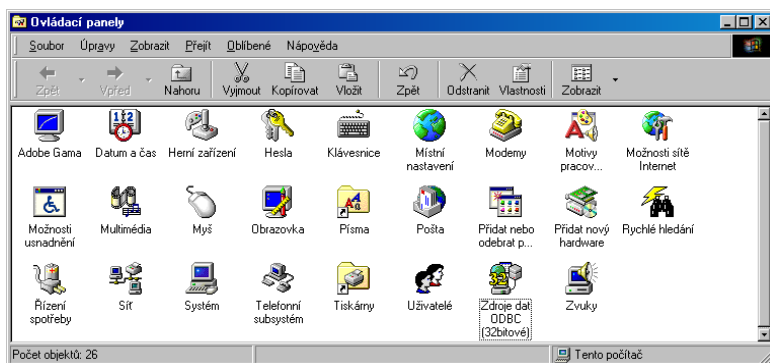 Ovládací panely
Soubor Úpravy Zobrazit Přejít Oblíbené Nápověda
Zpět Vpřed Nahoru Vyjmout Kopírovat Vložit Zpět Odstranit Vlastnosti Zobrazit
Adobe Gama Datum a čas Herní zařízení Hesla Klávesnice Místní nastavení Modemy Motivy pracov... Možnosti sítě Internet
Možnosti usnadnění Multimédia Myš Obrazovka Písma Pošta Přidat nebo odebrat p... Přidat nový hardware Rychlé hledání
Řízení spotřeby Síť Systém Telefonní subsystém Tiskárny Uživatelé Zdroje dat ODBC (32bitové) Zvuky
Počet objektů: 26 Tento počítač